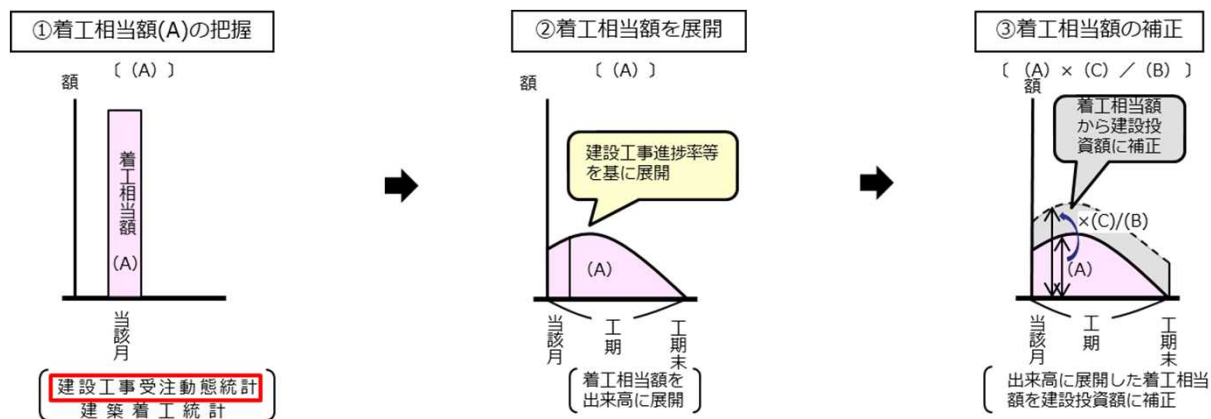 ①着工相当額(A)の把握
〔（A）〕
額
着工相当額
(A)
当該月
建設工事受注動態統計
建築着工統計
②着工相当額を展開
〔（A）〕
額
建設工事進捗率等
を基に展開
(A)
当該月
工期
工期末
着工相当額を
出来高に展開
③着工相当額の補正
〔（A）×（C）／（B）〕
額
着工相当額
から建設投
資額に補正
×(C)/(B)
(A)
当該月
工期
工期末
出来高に展開した着工相当
額を建設投資額に補正